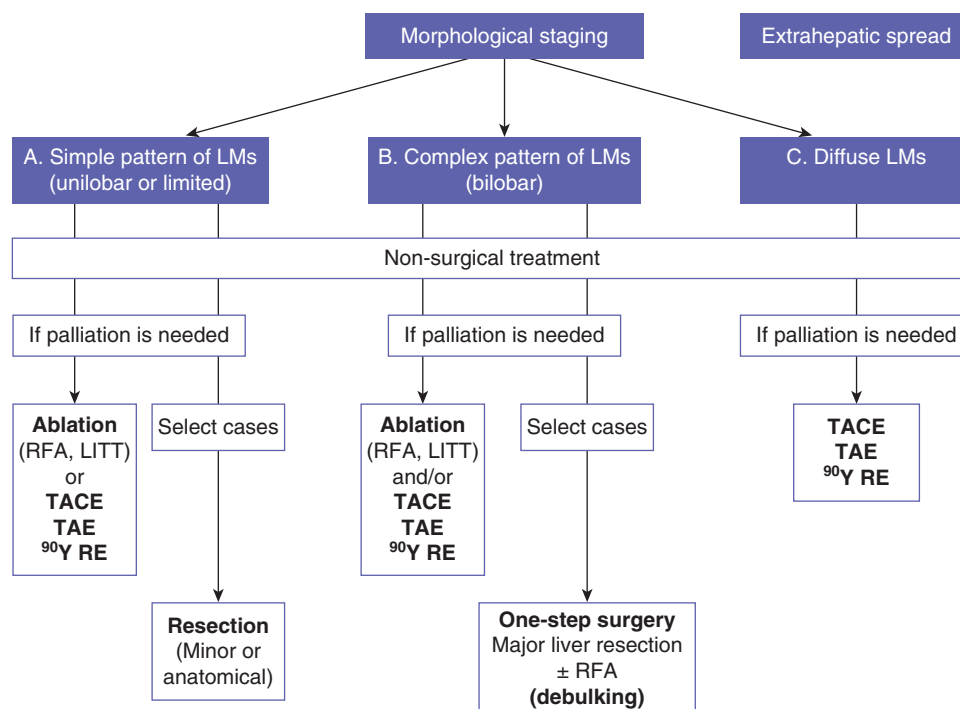 Morphological staging
Extrahepatic spread
A. Simple pattern of LMs
(unilobar or limited)
B. Complex pattern of LMs
(bilobar)
C. Diffuse LMs
Non-surgical treatment
If palliation is needed
If palliation is needed
If palliation is needed
Ablation
(RFA, LITT)
or
TACE
TAE
⁹⁰Y RE
Select cases
Ablation
(RFA, LITT)
and/or
TACE
TAE
⁹⁰Y RE
Select cases
TACE
TAE
⁹⁰Y RE
Resection
(Minor or
anatomical)
One-step surgery
Major liver resection
± RFA
(debulking)